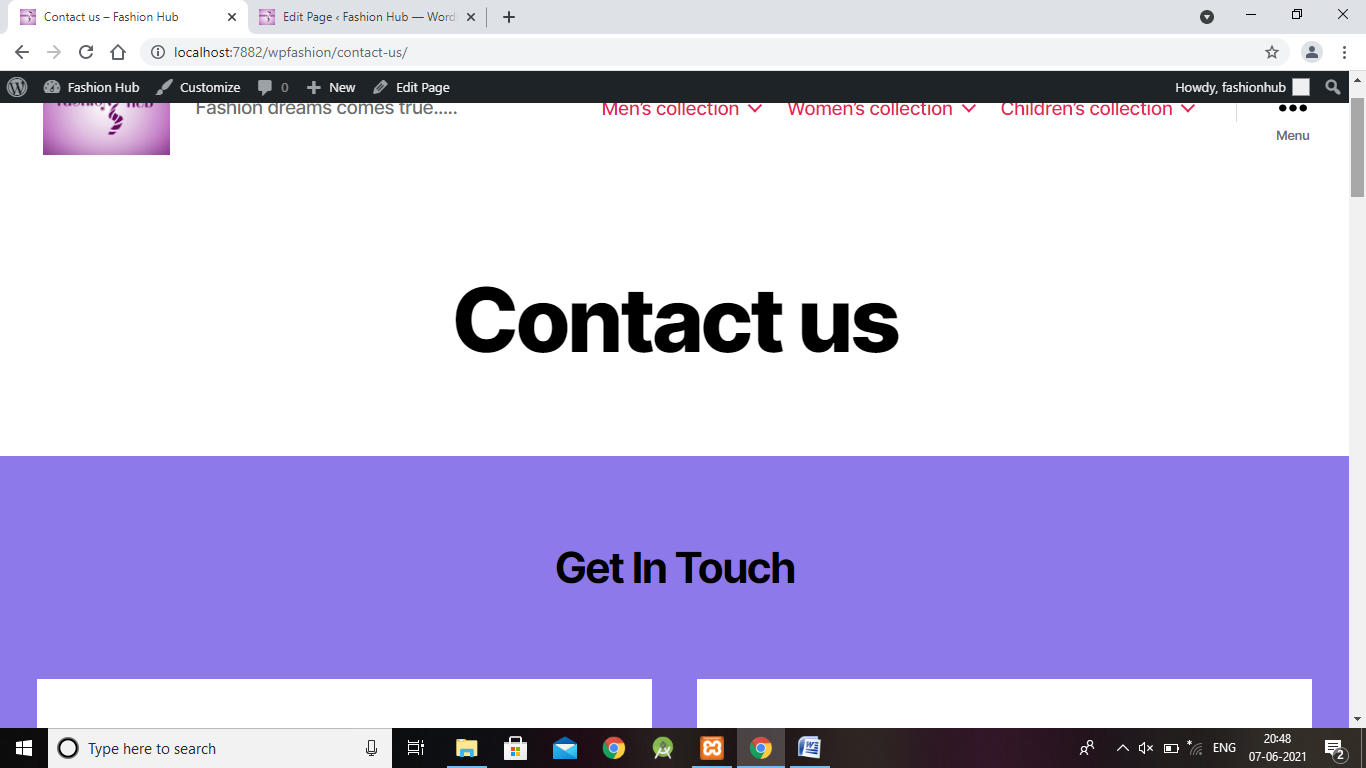 Contact us – Fashion Hub
Edit Page ‹ Fashion Hub — Word
localhost:7882/wpfashion/contact-us/
Fashion Hub Customize 0 New Edit Page Howdy, fashionhub
Fashion Hub
Fashion dreams comes true.....
Men's collection Women's collection Children's collection
Menu
Contact us
Get In Touch
Type here to search
ENG
20:48
07-06-2021
2